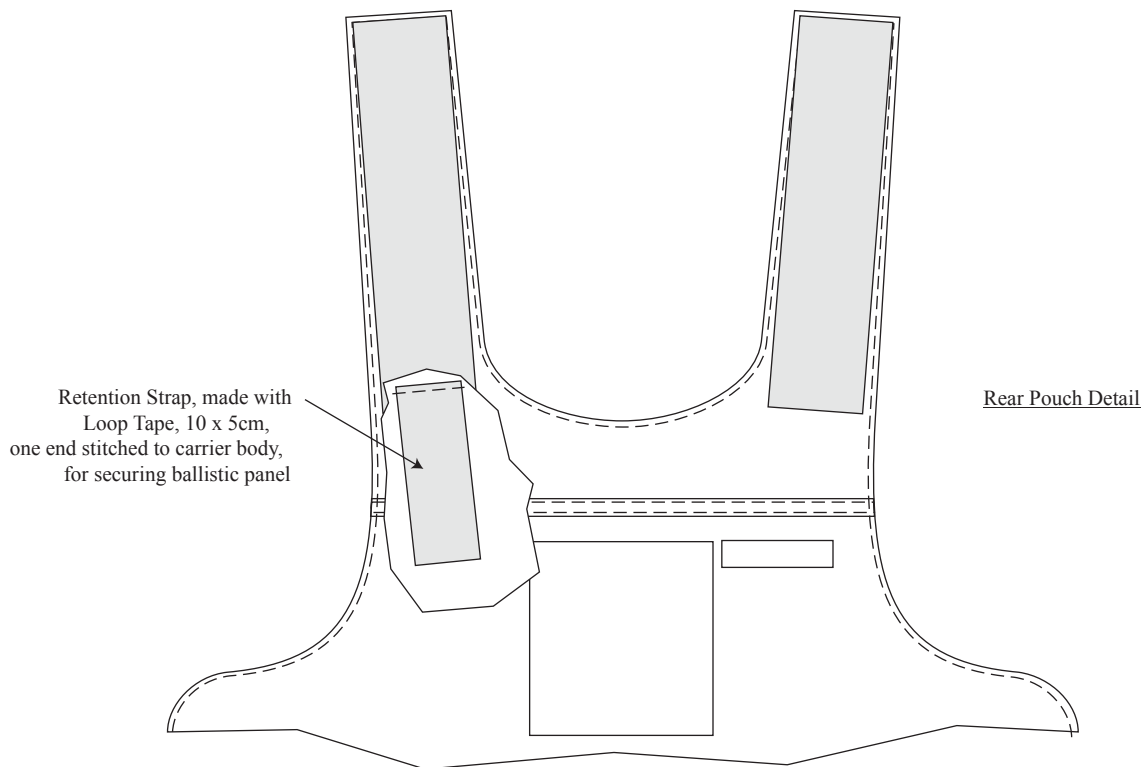 Retention Strap, made with
Loop Tape, 10 x 5cm,
one end stitched to carrier body,
for securing ballistic panel
Rear Pouch Detail